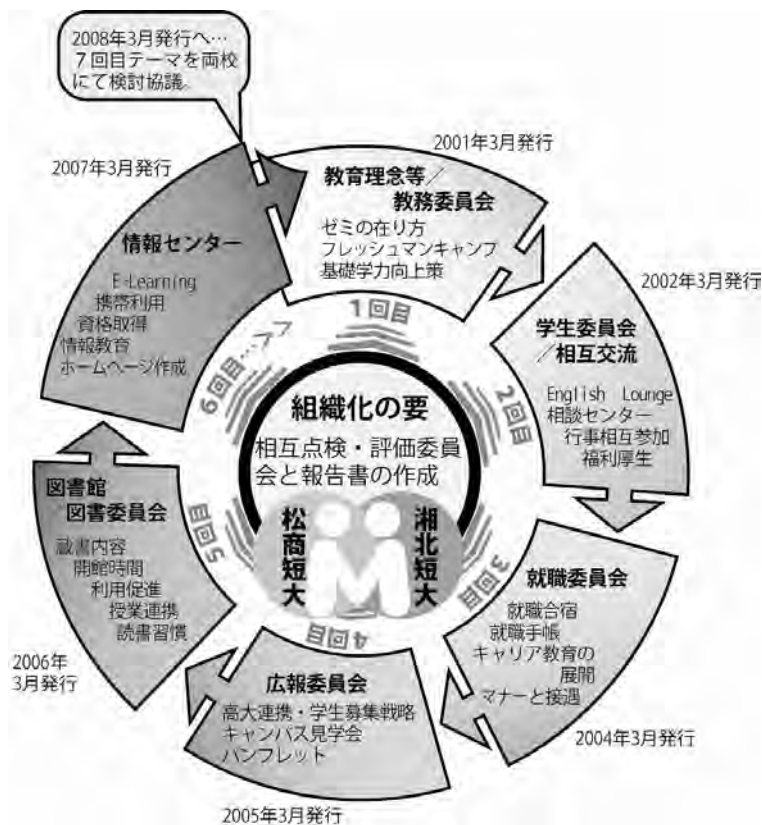 2008年3月発行へ…
7回目テーマを両校
にて検討協議。
2001年3月発行
教育理念等／
教務委員会
ゼミの在り方
フレッシュマンキャンプ
基礎学力向上策
1回目
2002年3月発行
学生委員会
／相互交流
English Lounge
相談センター
行事相互参加
福利厚生
2回目
就職委員会
就職合宿
就職手帳
キャリア教育の
展開
マナーと接遇
3回目
2004年3月発行
広報委員会
高大連携・学生募集戦略
キャンパス見学会
パンフレット
4回目
2005年3月発行
図書館
図書委員会
蔵書内容
開館時間
利用促進
授業連携
読書習慣
5回目
2006年
3月発行
2007年3月発行
情報センター
E-Learning
携帯利用
資格取得
情報教育
ホームページ作成
6回目…>>
組織化の要
相互点検・評価委員
会と報告書の作成
松商短大
湘北短大